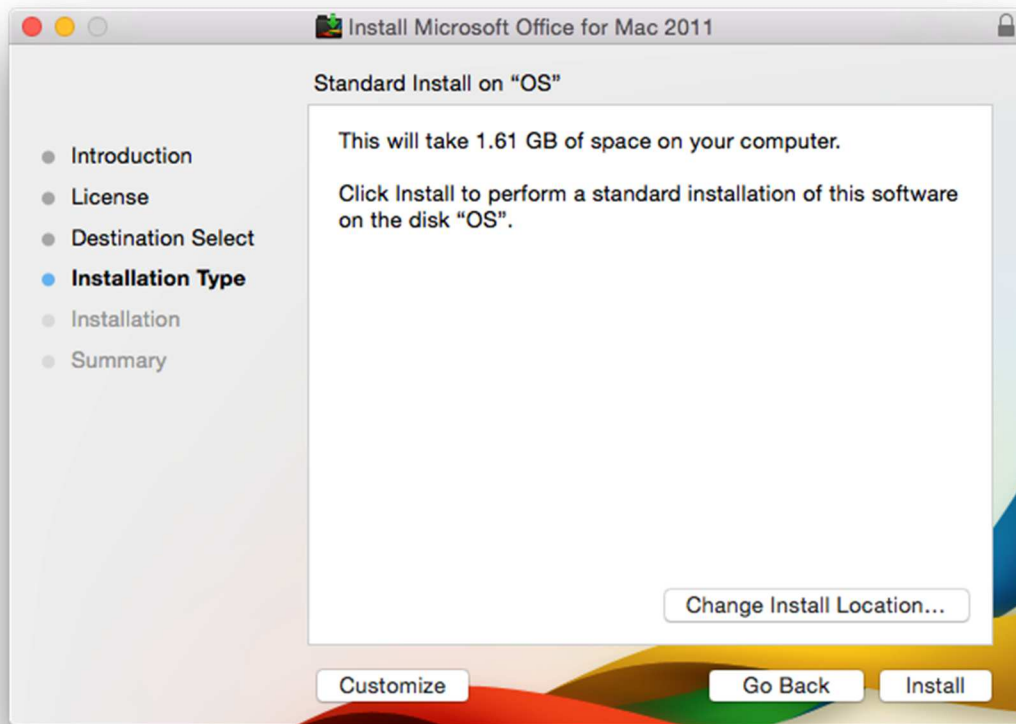 Install Microsoft Office for Mac 2011
Standard Install on “OS”
Introduction
License
Destination Select
Installation Type
Installation
Summary
This will take 1.61 GB of space on your computer.
Click Install to perform a standard installation of this software
on the disk “OS”.
Change Install Location...
Customize
Go Back
Install